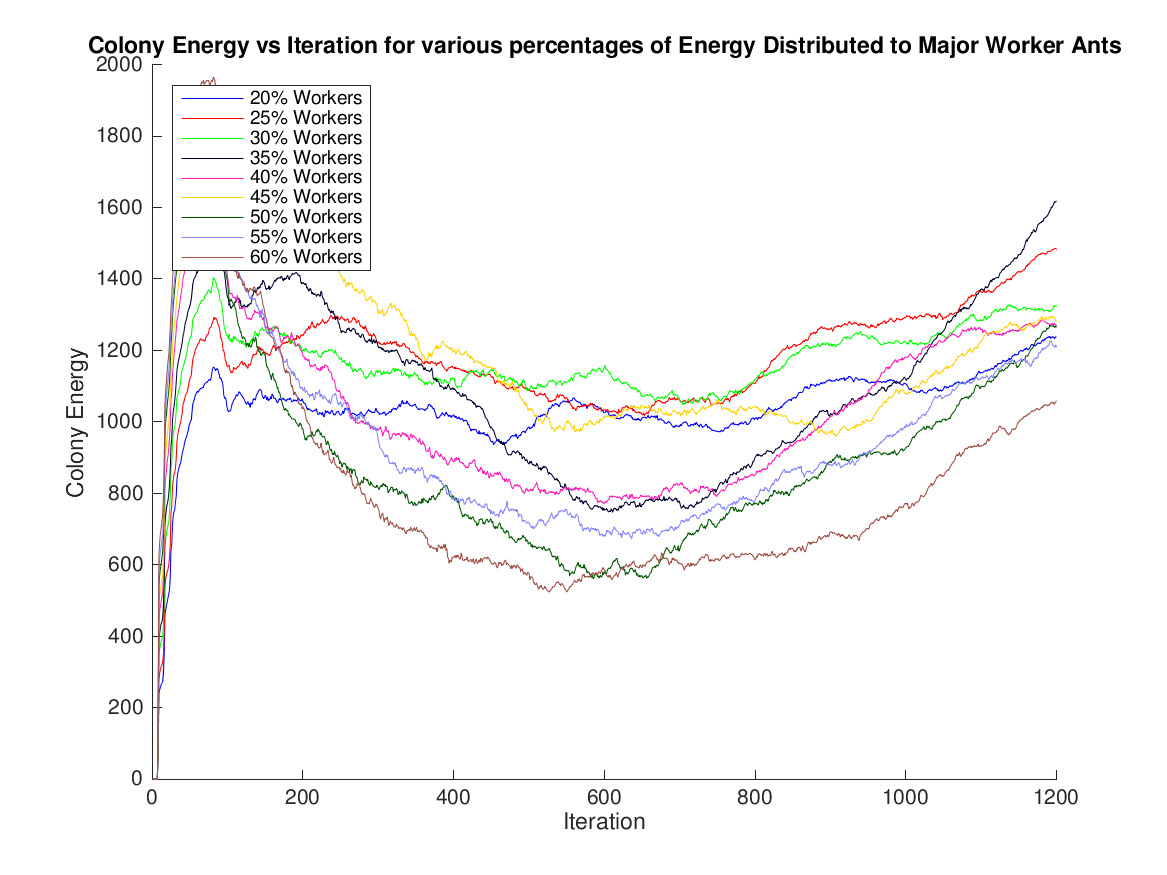 Colony Energy vs Iteration for various percentages of Energy Distributed to Major Worker Ants
2000
1800
1600
1400
1200
1000
800
600
400
200
0
Colony Energy
20% Workers
25% Workers
30% Workers
35% Workers
40% Workers
45% Workers
50% Workers
55% Workers
60% Workers
0 200 400 600 800 1000 1200
Iteration